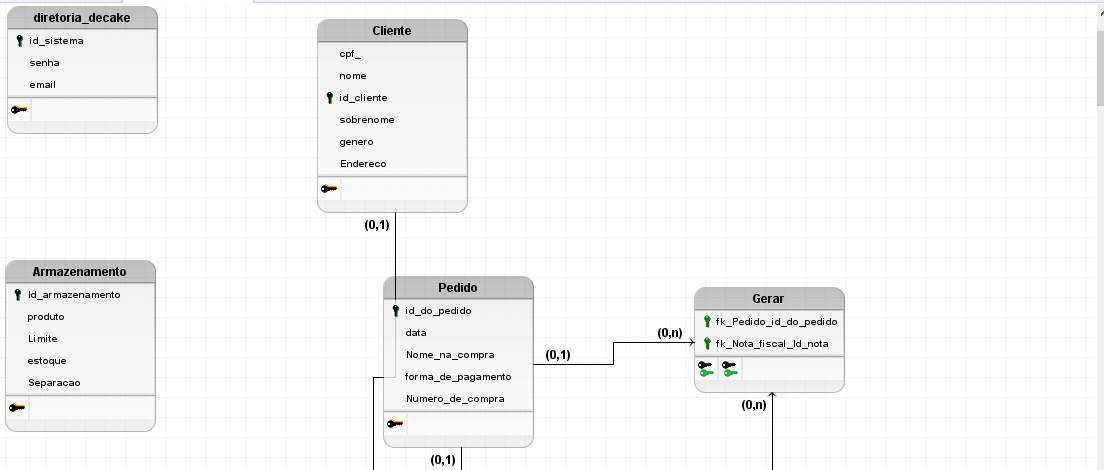 diretoria_decake
id_sistema
senha
email
Cliente
cpf_
nome
id_cliente
sobrenome
genero
Endereco
(0,1)
Armazenamento
Id_armazenamento
produto
Limite
estoque
Separacao
Pedido
id_do_pedido
data
Nome_na_compra
forma_de_pagamento
Numero_de_compra
(0,1)
(0,1)
(0,n)
Gerar
fk_Pedido_id_do_pedido
fk_Nota_fiscal_Id_nota
(0,n)